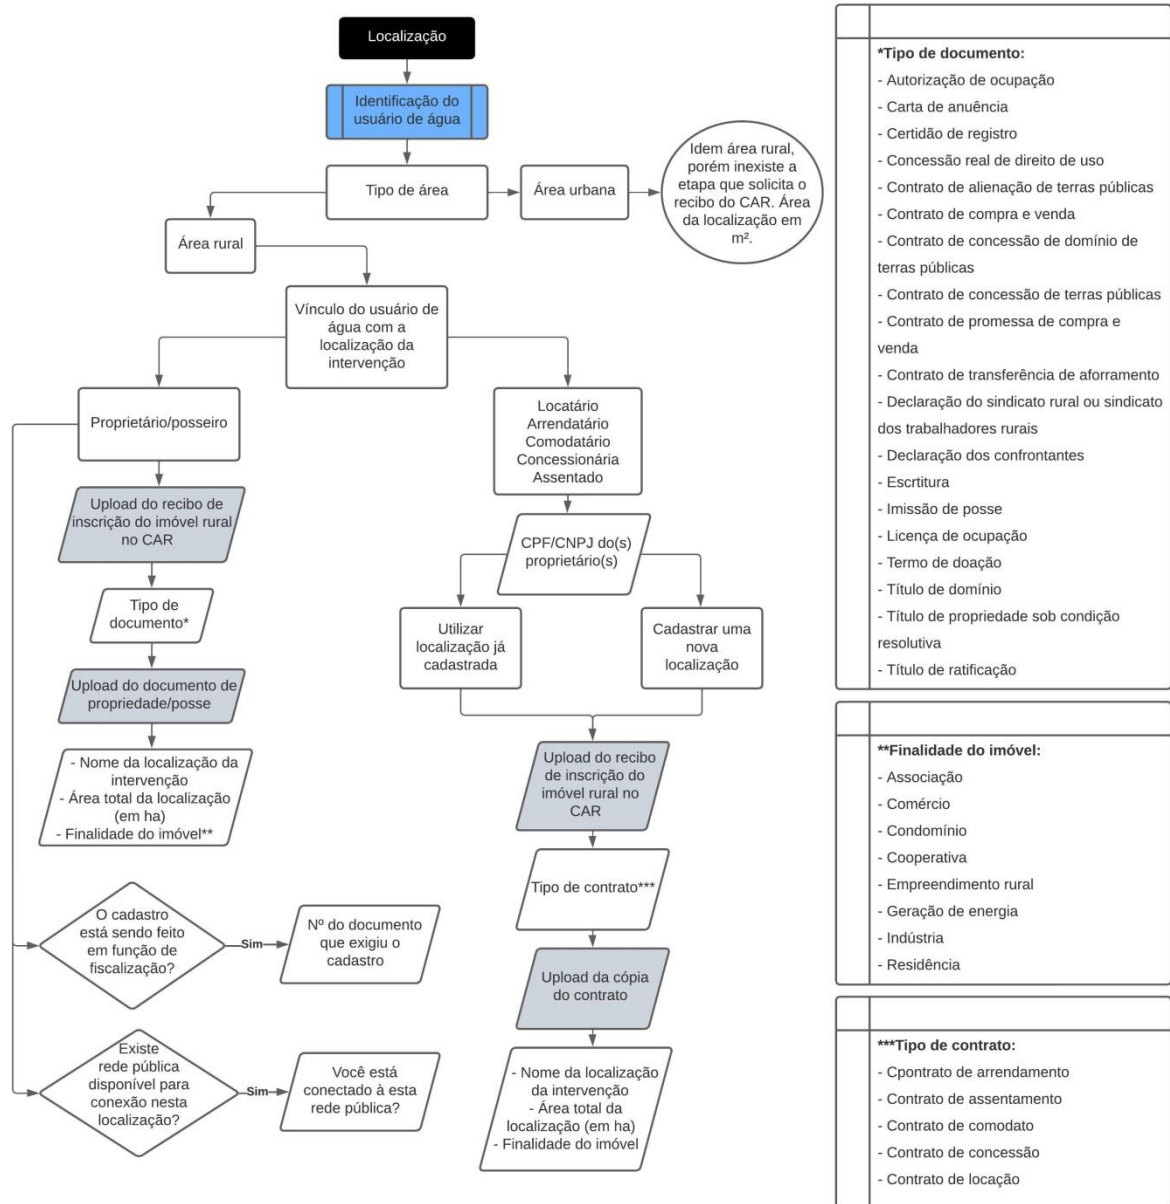 Localização
Identificação do
usuário de água
Tipo de área
Área urbana
Idem área rural,
porém inexiste a
etapa que solicita o
recibo do CAR. Área
da localização em
m².
Área rural
Vínculo do usuário de
água com a
localização da
intervenção
Proprietário/posseiro
Upload do recibo de
inscrição do imóvel rural
no CAR
Tipo de
documento*
Upload do documento de
propriedade/posse
- Nome da localização da
intervenção
- Área total da localização
(em ha)
- Finalidade do imóvel**
O cadastro
está sendo feito
em função de
fiscalização?
Sim
Nº do documento
que exigiu o
cadastro
Existe
rede pública
disponível para
conexão nesta
localização?
Sim
Você está
conectado à esta
rede pública?
Locatário
Arrendatário
Comodatário
Concessionária
Assentado
CPF/CNPJ do(s)
proprietário(s)
Utilizar
localização já
cadastrada
Cadastrar uma
nova
localização
Upload do recibo
de inscrição do
imóvel rural no
CAR
Tipo de contrato***
Upload da cópia
do contrato
- Nome da localização
da intervenção
- Área total da
localização (em ha)
- Finalidade do imóvel
*Tipo de documento:
- Autorização de ocupação
- Carta de anuência
- Certidão de registro
- Concessão real de direito de uso
- Contrato de alienação de terras públicas
- Contrato de compra e venda
- Contrato de concessão de domínio de
terras públicas
- Contrato de concessão de terras públicas
- Contrato de promessa de compra e
venda
- Contrato de transferência de aforramento
- Declaração do sindicato rural ou sindicato
dos trabalhadores rurais
- Declaração dos confrontantes
- Escrtitura
- Imissão de posse
- Licença de ocupação
- Termo de doação
- Título de domínio
- Título de propriedade sob condição
resolutiva
- Título de ratificação
**Finalidade do imóvel:
- Associação
- Comércio
- Condomínio
- Cooperativa
- Empreendimento rural
- Geração de energia
- Indústria
- Residência
***Tipo de contrato:
- Cpontrato de arrendamento
- Contrato de assentamento
- Contrato de comodato
- Contrato de concessão
- Contrato de locação